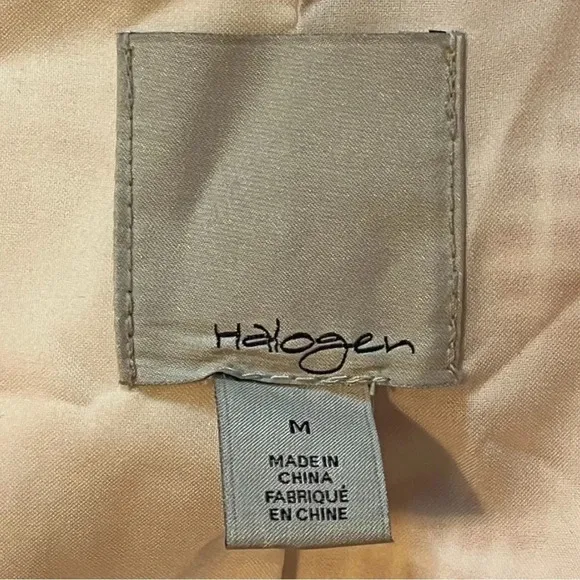 Halogen
M
MADE IN
CHINA
FABRIQUÉ
EN CHINE